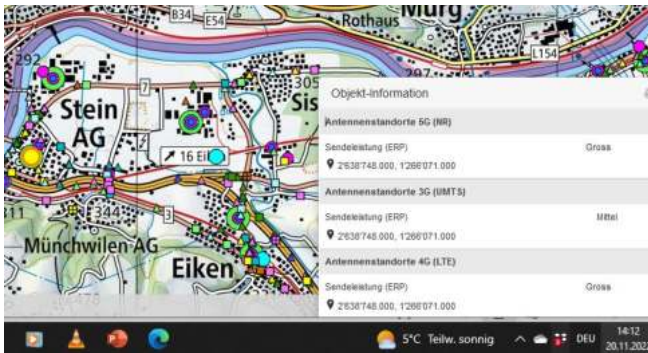 B34
E54
Rothaus
Murg
L154
292
297
7
305
Stein
AG
Sis
16 Ei
11
344
3
Münchwilen AG
Eiken
Objekt-Information
Antennenstandorte 5G (NR)
Sendeleistung (ERP) Gross
2'638'748.000, 1'266'071.000
Antennenstandorte 3G (UMTS)
Sendeleistung (ERP) Mittel
2'638'748.000, 1'266'071.000
Antennenstandorte 4G (LTE)
Sendeleistung (ERP) Gross
2'638'748.000, 1'266'071.000
5°C Teilw. sonnig
DEU
14:12